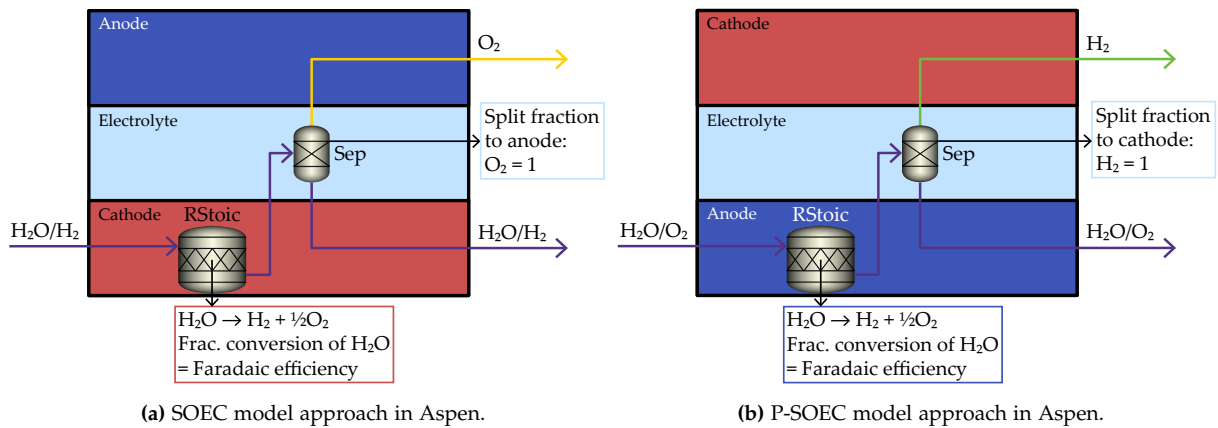 Anode
O₂
Electrolyte
Sep
Split fraction
to anode:
O₂ = 1
Cathode
RStoic
H₂O/H₂
H₂O/H₂
H₂O → H₂ + ½O₂
Frac. conversion of H₂O
= Faradaic efficiency
(a) SOEC model approach in Aspen.
Cathode
H₂
Electrolyte
Sep
Split fraction
to cathode:
H₂ = 1
Anode
RStoic
H₂O/O₂
H₂O/O₂
H₂O → H₂ + ½O₂
Frac. conversion of H₂O
= Faradaic efficiency
(b) P-SOEC model approach in Aspen.